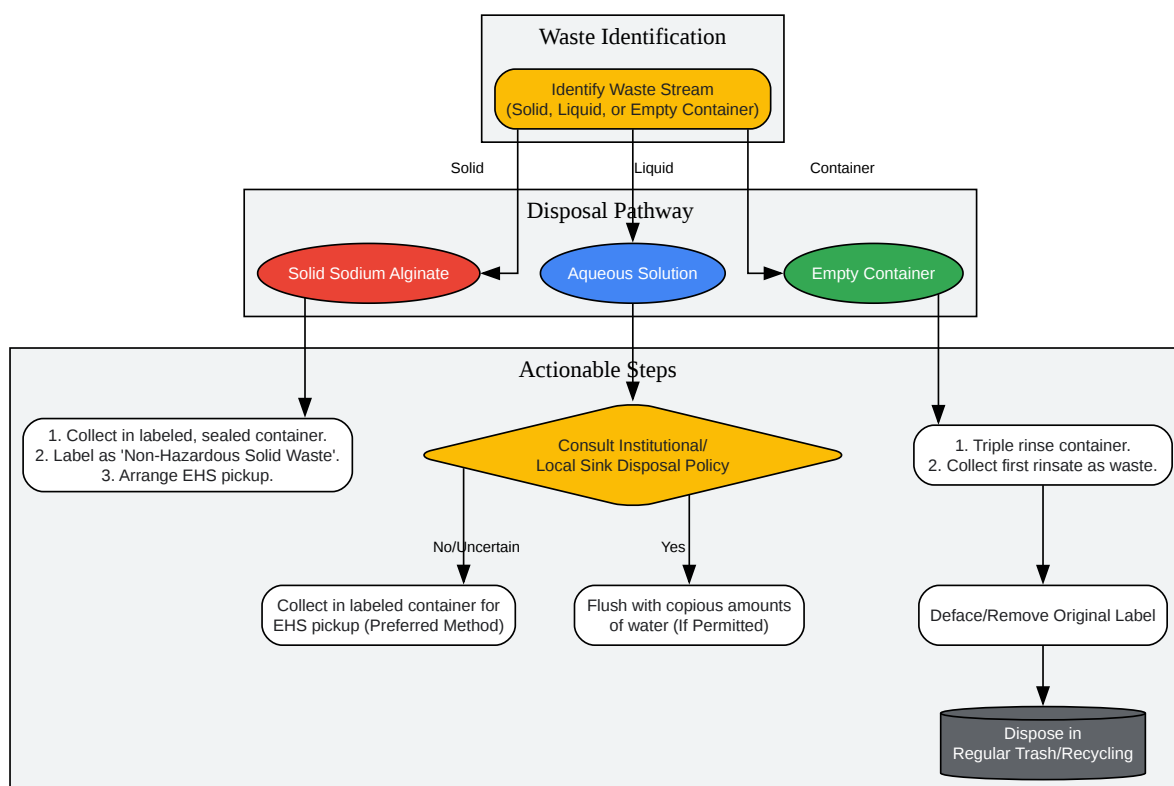 Waste Identification
Identify Waste Stream
(Solid, Liquid, or Empty Container)
Solid
Liquid
Container
Disposal Pathway
Solid Sodium Alginate
Aqueous Solution
Empty Container
Actionable Steps
1. Collect in labeled, sealed container.
2. Label as 'Non-Hazardous Solid Waste'.
3. Arrange EHS pickup.
Consult Institutional/
Local Sink Disposal Policy
1. Triple rinse container.
2. Collect first rinsate as waste.
No/Uncertain
Yes
Collect in labeled container for
EHS pickup (Preferred Method)
Flush with copious amounts
of water (If Permitted)
Deface/Remove Original Label
Dispose in
Regular Trash/Recycling